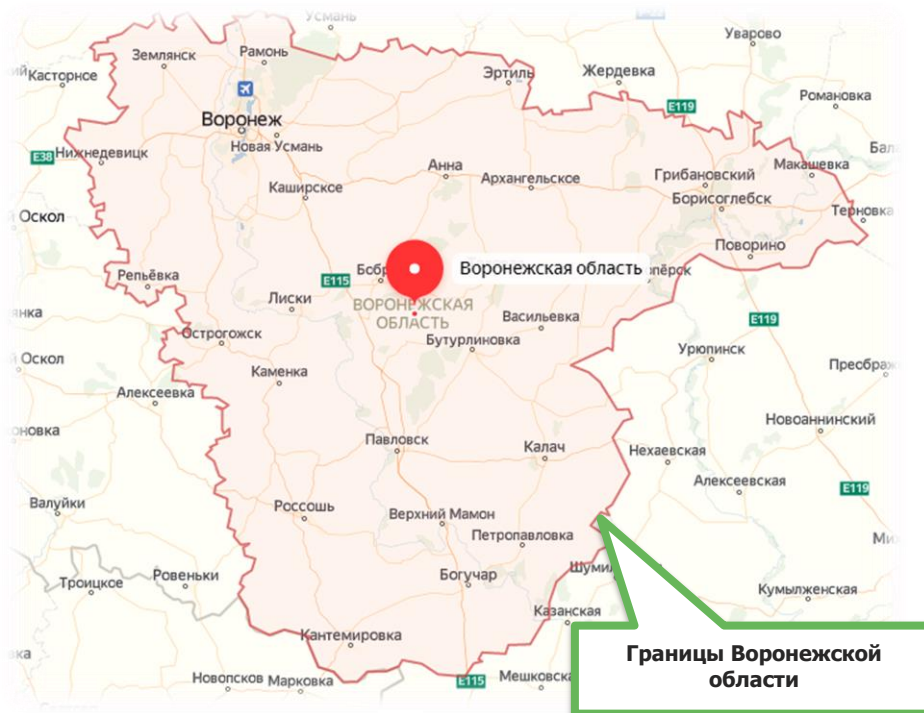 Усмань
Уварово
Землянск
Рамонь
Касторное
Эртиль
Жердевка
Романовка
E119
Воронеж
Новая Усмань
E38
Нижнедевицк
Анна
Архангельское
Грибановский
Макашевка
Каширское
Борисоглебск
Оскол
Терновка
Поворино
Репьёвка
E115
Воронежская область
Лиски
ВОРОНЕЖСКАЯ
ОБЛАСТЬ
Васильевка
E119
Острогожск
Бутурлиновка
Урюпинск
Оскол
Каменка
Алексеевка
Новоаннинский
Павловск
Калач
Нехаевская
Алексеевская
E119
Валуйки
Россошь
Верхний Мамон
Петропавловка
Троицкое
Ровеньки
Богучар
Кумылженская
Казанская
Кантемировка
Границы Воронежской
области
Новопсков
Марковка
E115